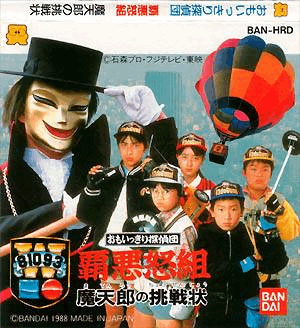 おもいっきり探偵団
覇悪怒組
魔天郎の挑戦状
BAN-HRD
©石森プロ・フジテレビ・東映
おもいっきり探偵団
覇悪怒組
魔天郎の挑戦状
81093
BAN
DAI
©BANDAI 1988 MADE IN JAPAN